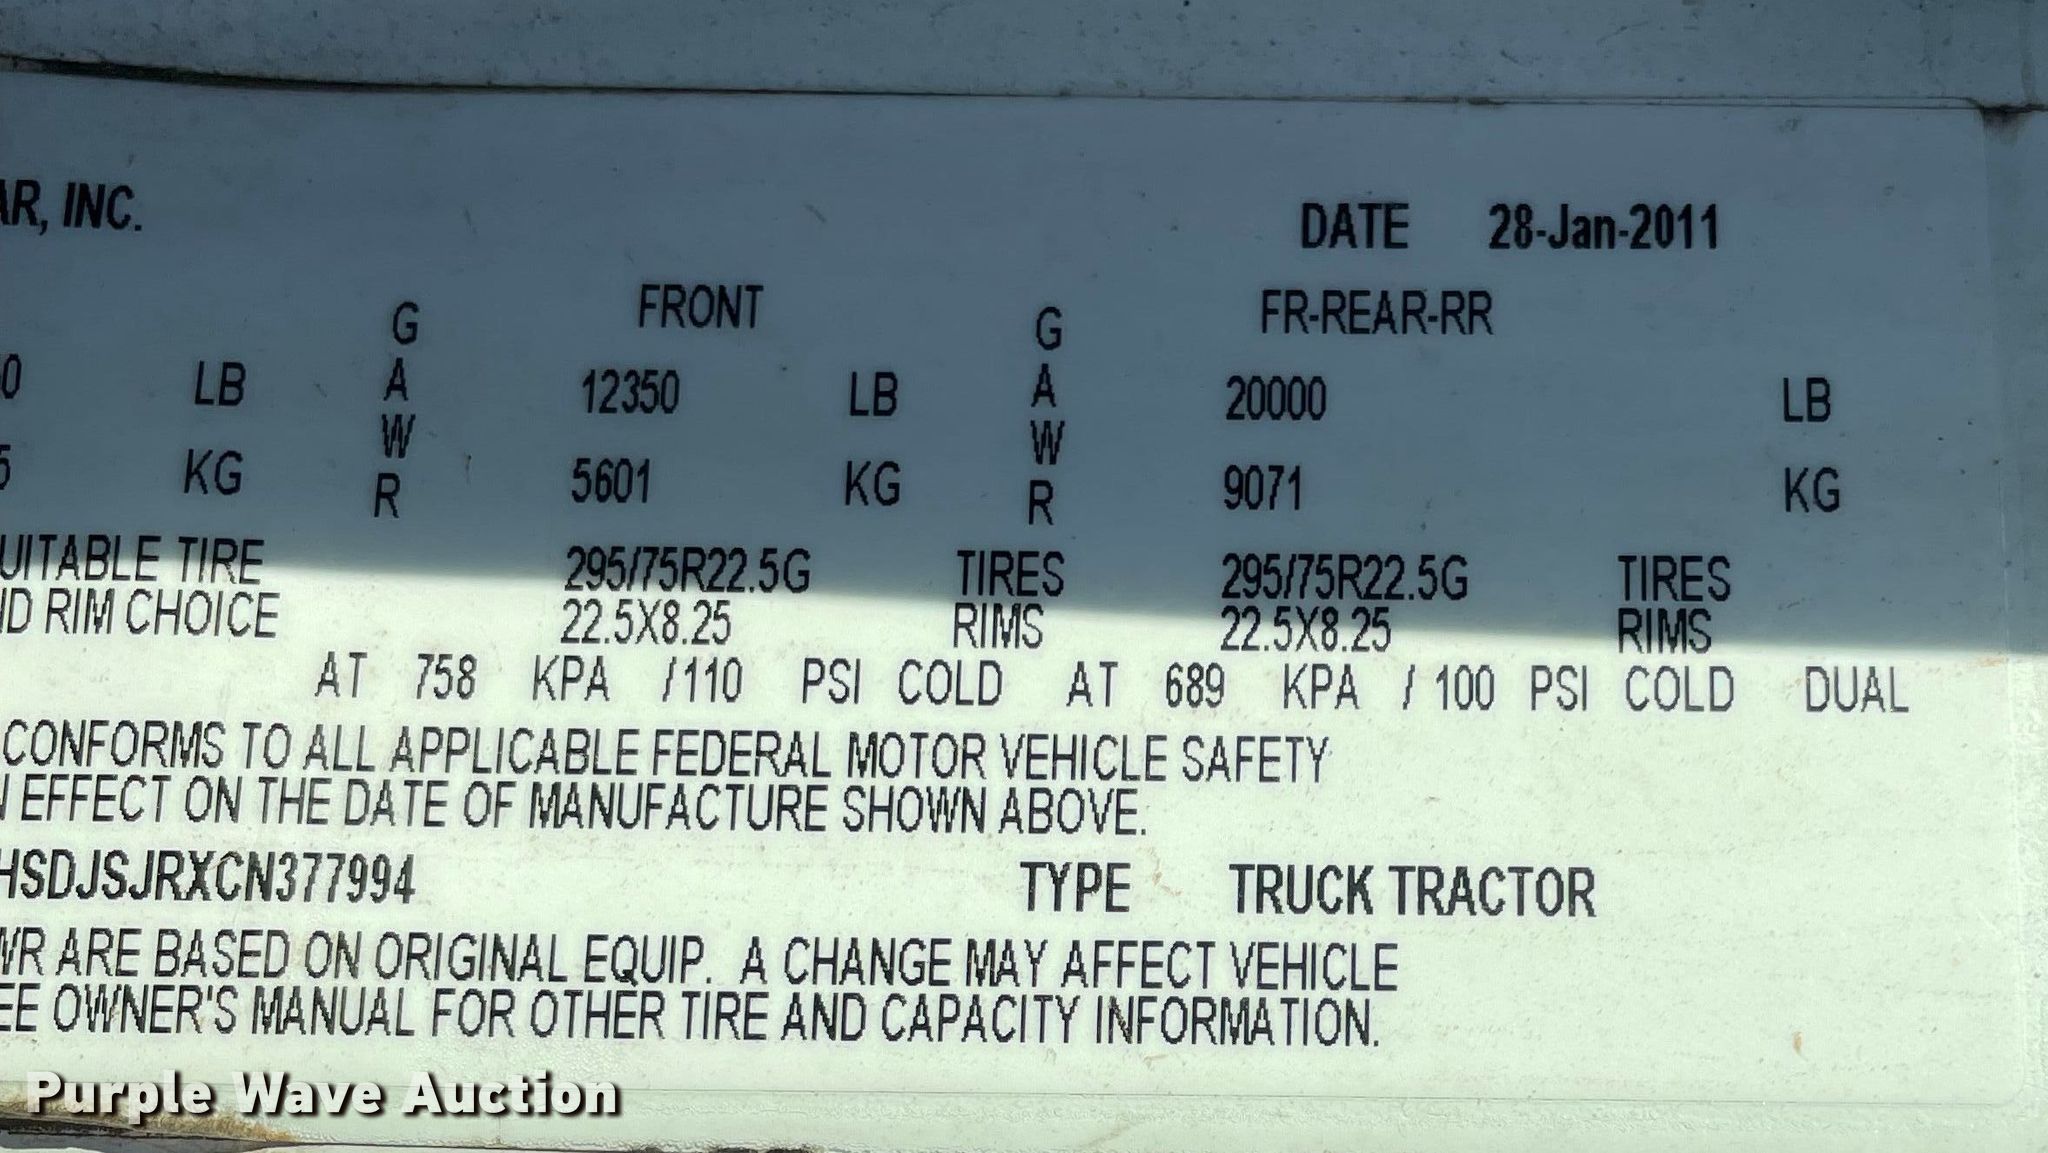 AR, INC.
DATE 28-Jan-2011
FRONT FR-REAR-RR
GAWR 12350 LB GAWR 20000 LB
0 LB
5 KG 5601 KG 9071 KG
UITABLE TIRE 295/75R22.5G TIRES 295/75R22.5G TIRES
ND RIM CHOICE 22.5X8.25 RIMS 22.5X8.25 RIMS
AT 758 KPA /110 PSI COLD AT 689 KPA / 100 PSI COLD DUAL
CONFORMS TO ALL APPLICABLE FEDERAL MOTOR VEHICLE SAFETY
N EFFECT ON THE DATE OF MANUFACTURE SHOWN ABOVE.
HSDJSJRXCN377994 TYPE TRUCK TRACTOR
WR ARE BASED ON ORIGINAL EQUIP. A CHANGE MAY AFFECT VEHICLE
EE OWNER'S MANUAL FOR OTHER TIRE AND CAPACITY INFORMATION.
Purple Wave Auction